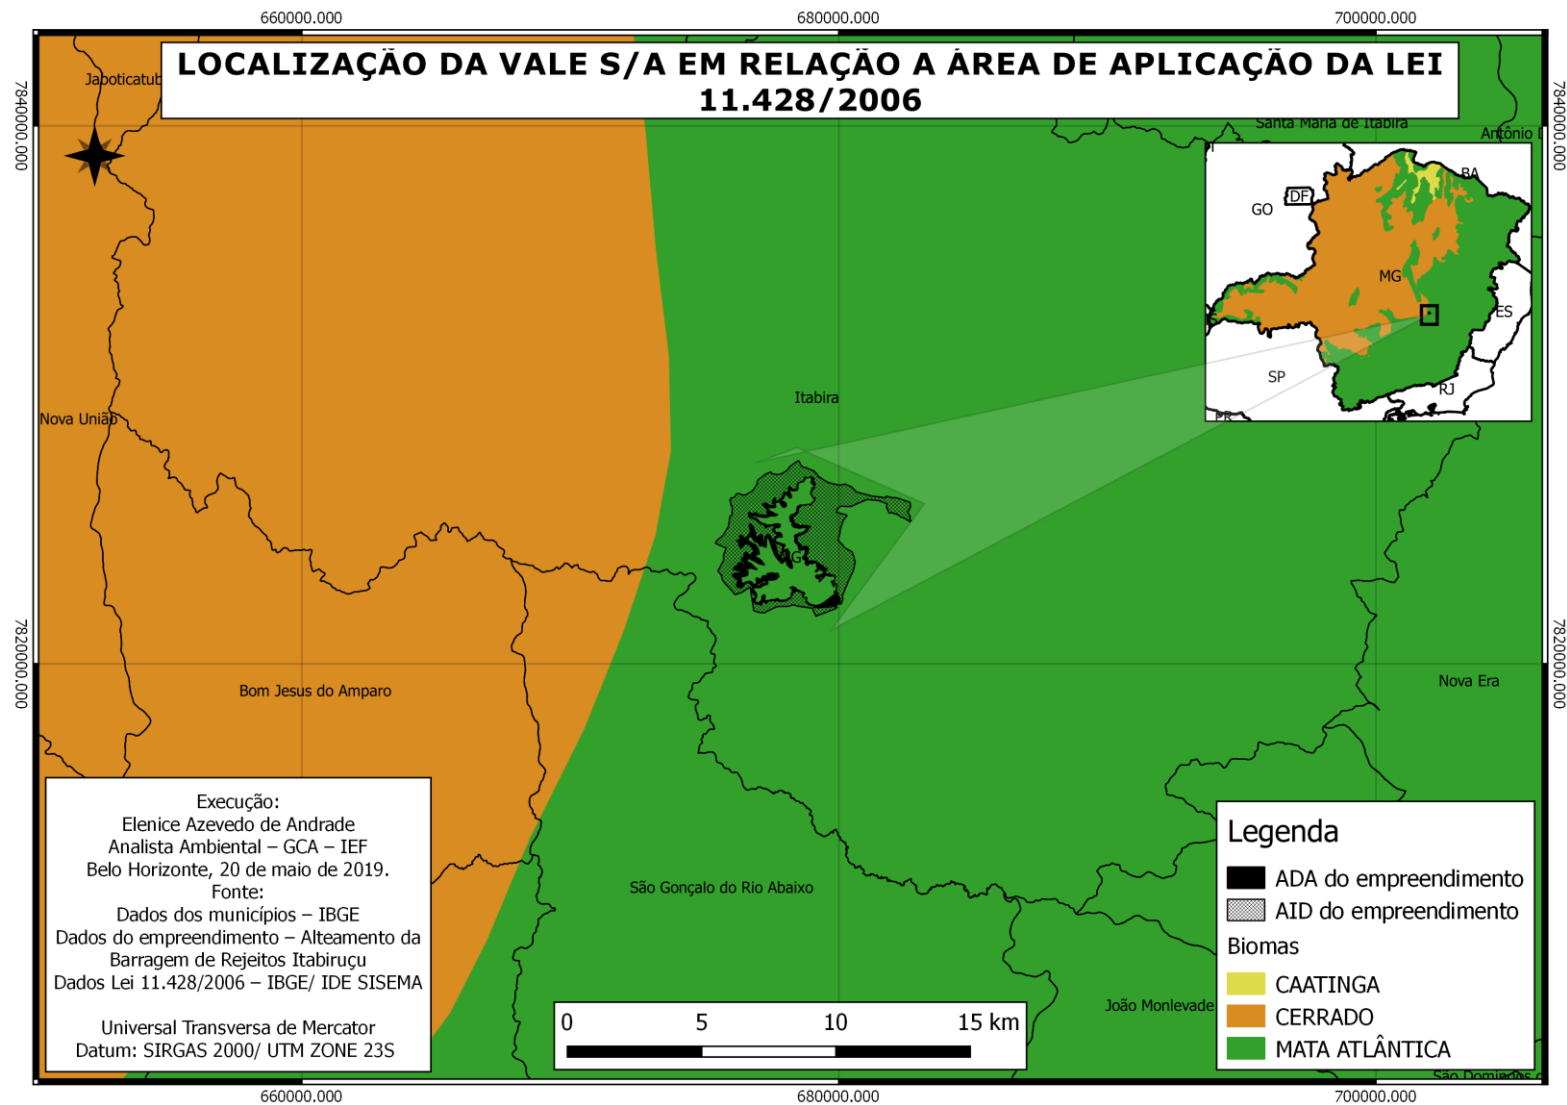 660000.000
680000.000
700000.000
LOCALIZAÇÃO DA VALE S/A EM RELAÇÃO A ÁREA DE APLICAÇÃO DA LEI
11.428/2006
7840000.000
7840000.000
Jaboticatub
Santa Maria de Itabira
Antônio D
BA
DF
GO
MG
ES
SP
RJ
PR
Itabira
Nova União
7820000.000
7820000.000
Bom Jesus do Amparo
Nova Era
São Gonçalo do Rio Abaixo
João Monlevade
São Domingos
Execução:
Elenice Azevedo de Andrade
Analista Ambiental – GCA – IEF
Belo Horizonte, 20 de maio de 2019.
Fonte:
Dados dos municípios – IBGE
Dados do empreendimento – Alteamento da
Barragem de Rejeitos Itabiruçu
Dados Lei 11.428/2006 – IBGE/ IDE SISEMA
Universal Transversa de Mercator
Datum: SIRGAS 2000/ UTM ZONE 23S
0 5 10 15 km
Legenda
ADA do empreendimento
AID do empreendimento
Biomas
CAATINGA
CERRADO
MATA ATLÂNTICA
660000.000
680000.000
700000.000